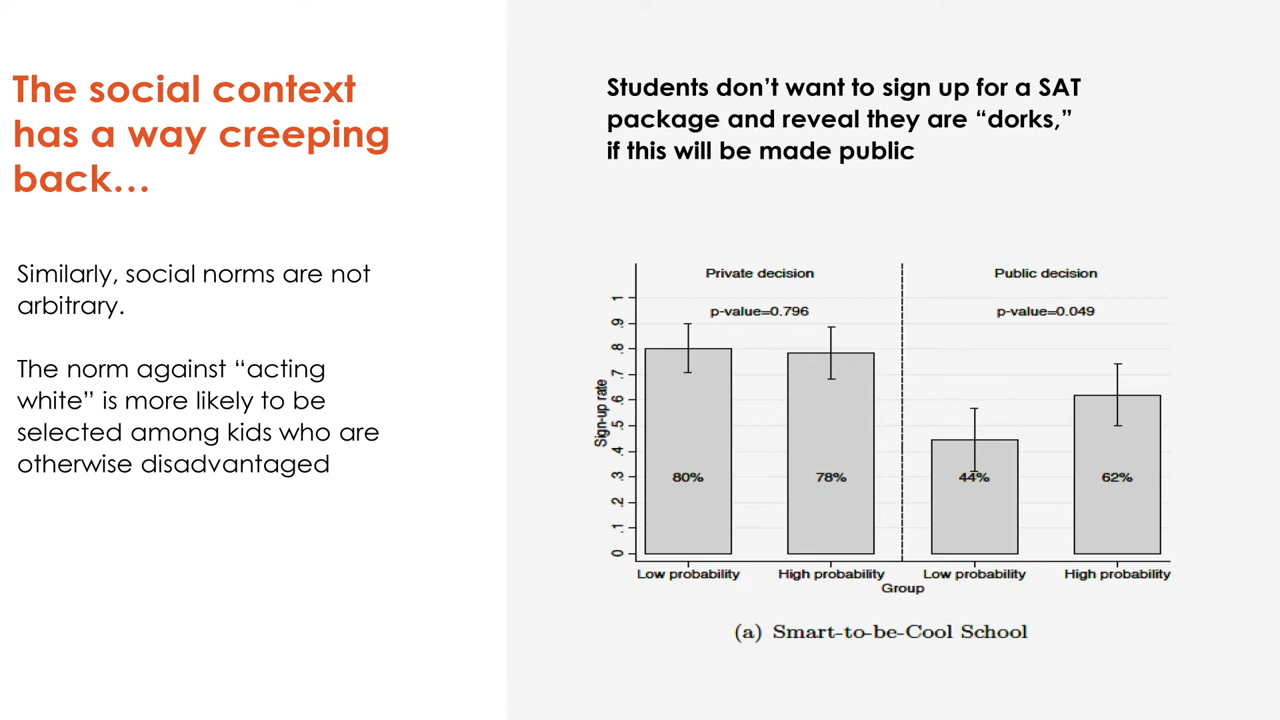 The social context
has a way creeping
back…
Similarly, social norms are not
arbitrary.
The norm against “acting
white” is more likely to be
selected among kids who are
otherwise disadvantaged
Students don’t want to sign up for a SAT
package and reveal they are “dorks,”
if this will be made public
Private decision
Public decision
p-value=0.796
p-value=0.049
Sign-up rate
1
.9
.8
.7
.6
.5
.4
.3
.2
.1
0
80%
78%
44%
62%
Low probability
High probability
Low probability
High probability
Group
(a) Smart-to-be-Cool School